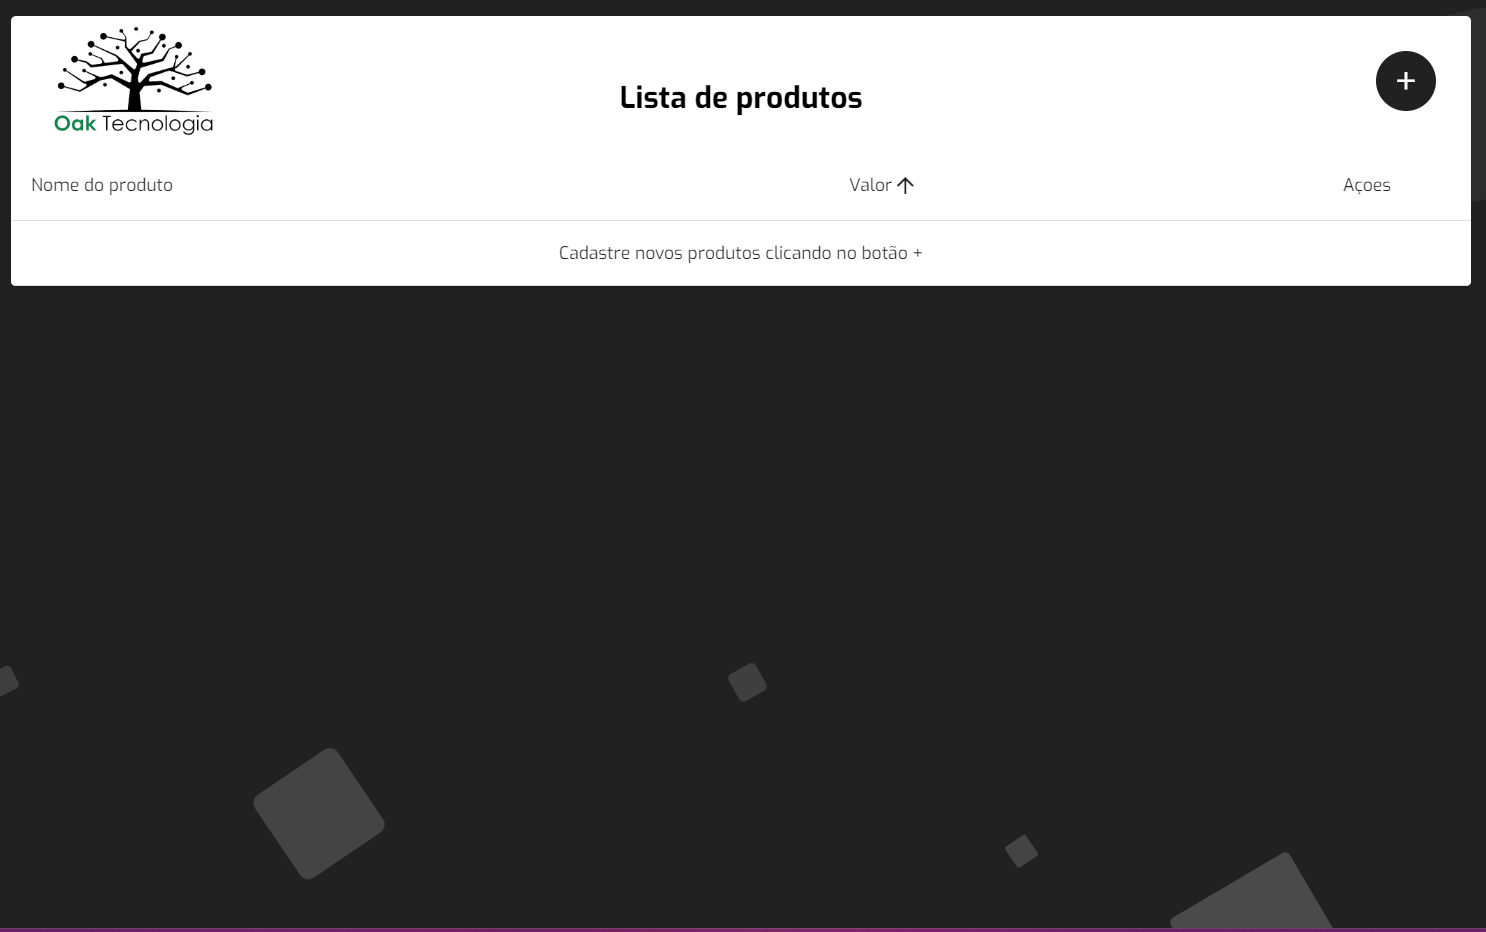 Oak Tecnologia
Lista de produtos
+
Nome do produto Valor Açoes
Cadastre novos produtos clicando no botão +